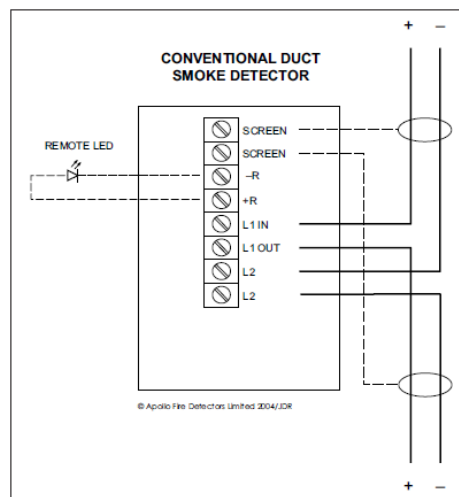 + –
CONVENTIONAL DUCT
SMOKE DETECTOR
SCREEN
REMOTE LED
SCREEN
–R
+R
L1 IN
L1 OUT
L2
L2
© Apollo Fire Detectors Limited 2004/JDR
+ –